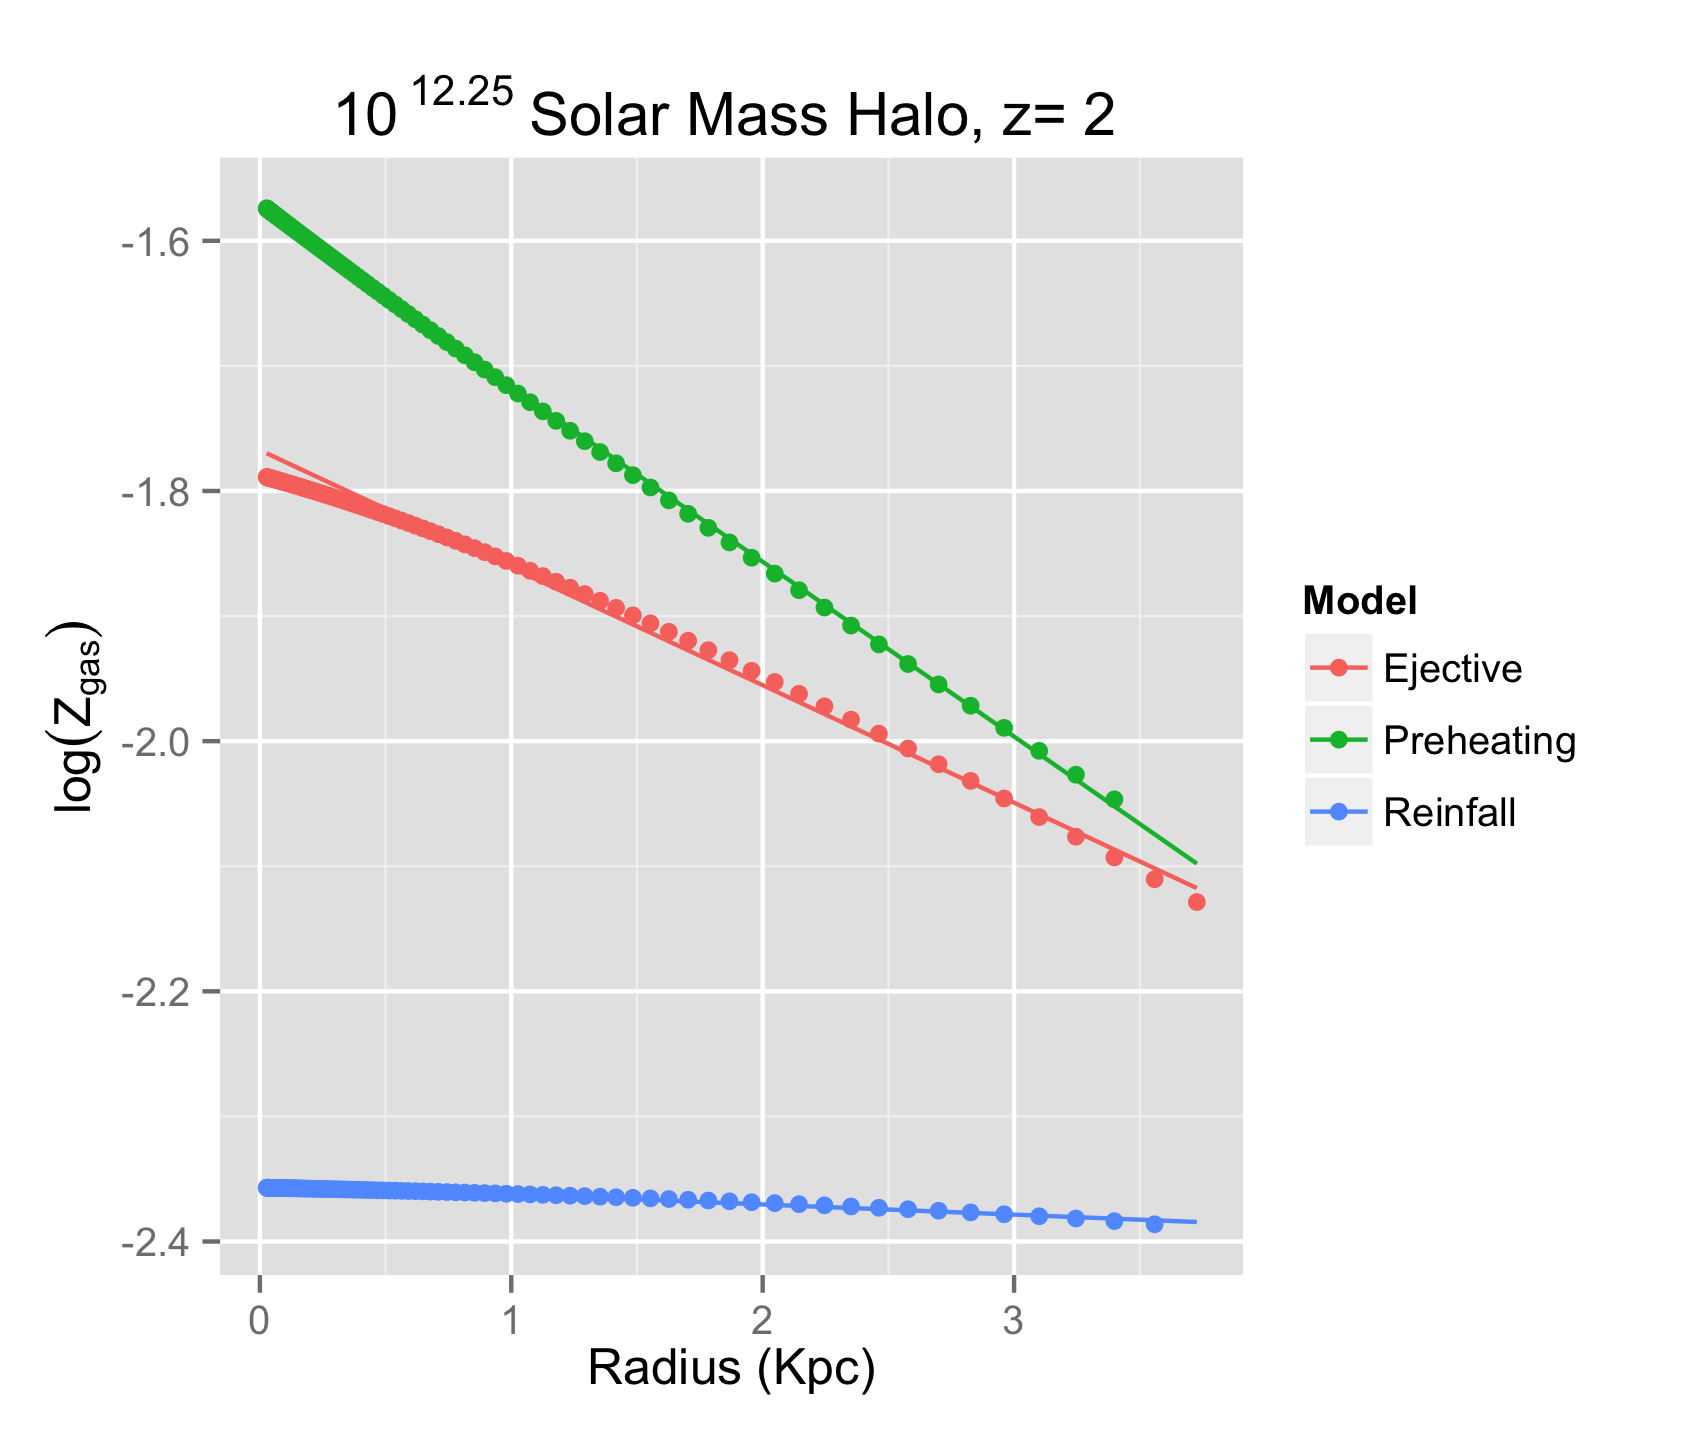 10 12.25 Solar Mass Halo, z= 2
-1.6
-1.8
-2.0
-2.2
-2.4
log(Zgas)
0 1 2 3
Radius (Kpc)
Model
Ejective
Preheating
Reinfall